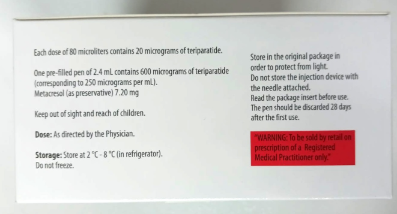 Each dose of 80 microliters contains 20 micrograms of teriparatide.
One pre-filled pen of 2.4 mL contains 600 micrograms of teriparatide
(corresponding to 250 micrograms per mL).
Metacresol (as preservative) 7.20 mg
Keep out of sight and reach of children.
Dose: As directed by the Physician.
Storage: Store at 2 °C - 8 °C (in refrigerator).
Do not freeze.
Store in the original package in
order to protect from light.
Do not store the injection device with
the needle attached.
Read the package insert before use.
The pen should be discarded 28 days
after the first use.
"WARNING: To be sold by retail on
prescription of a Registered
Medical Practitioner only."